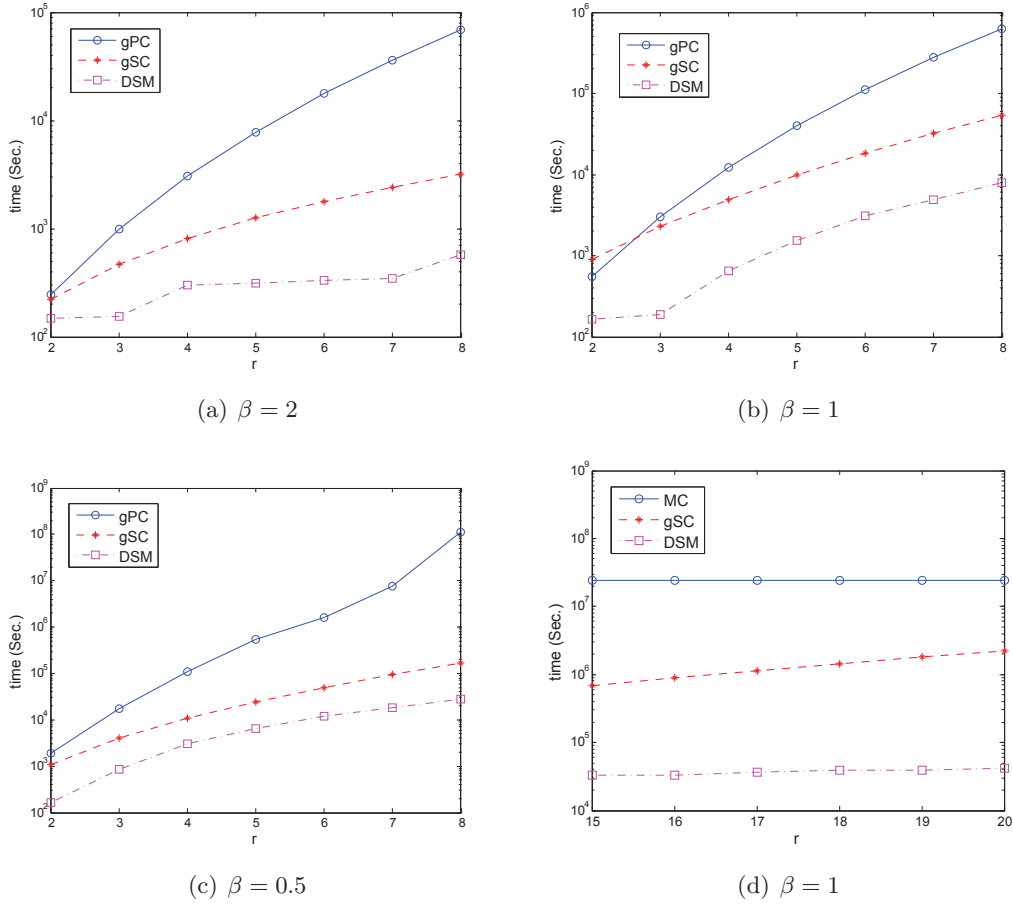 10^5
10^4
10^3
10^2
time (Sec.)
gPC
gSC
DSM
2 3 4 5 6 7 8
r
(a) β = 2
10^6
10^5
10^4
10^3
10^2
time (Sec.)
gPC
gSC
DSM
2 3 4 5 6 7 8
r
(b) β = 1
10^9
10^8
10^7
10^6
10^5
10^4
10^3
10^2
time (Sec.)
gPC
gSC
DSM
2 3 4 5 6 7 8
r
(c) β = 0.5
10^9
10^8
10^7
10^6
10^5
10^4
time (Sec.)
MC
gSC
DSM
15 16 17 18 19 20
r
(d) β = 1